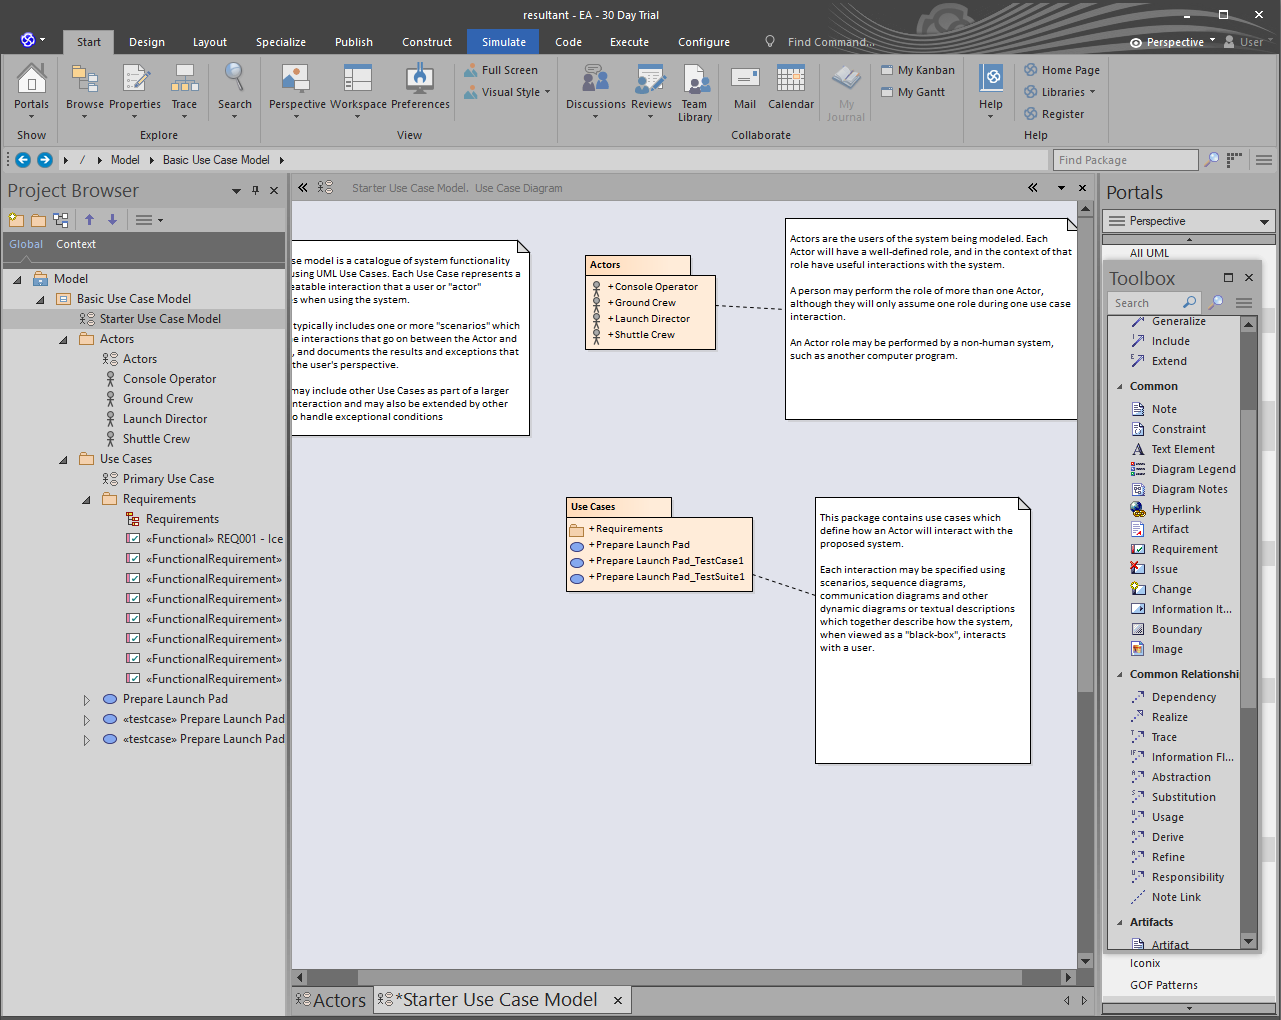 resultant - EA - 30 Day Trial
Start
Design
Layout
Specialize
Publish
Construct
Simulate
Code
Execute
Configure
Find Command...
Perspective
User
Portals
Browse
Properties
Trace
Search
Perspective
Workspace
Preferences
Full Screen
Visual Style
Discussions
Reviews
Team Library
Mail
Calendar
My Journal
My Kanban
My Gantt
Help
Home Page
Libraries
Register
Show
Explore
View
Collaborate
Help
/ Model Basic Use Case Model
Find Package
Project Browser
Global Context
Model
Basic Use Case Model
Starter Use Case Model
Actors
Actors
Console Operator
Ground Crew
Launch Director
Shuttle Crew
Use Cases
Primary Use Case
Requirements
Requirements
«Functional» REQ001 - Ice
«FunctionalRequirement»
«FunctionalRequirement»
«FunctionalRequirement»
«FunctionalRequirement»
«FunctionalRequirement»
«FunctionalRequirement»
«FunctionalRequirement»
Prepare Launch Pad
«testcase» Prepare Launch Pad
«testcase» Prepare Launch Pad
Starter Use Case Model. Use Case Diagram
se model is a catalogue of system functionality
using UML Use Cases. Each Use Case represents a
eatable interaction that a user or "actor"
s when using the system.
typically includes one or more "scenarios" which
e interactions that go on between the Actor and
, and documents the results and exceptions that
the user's perspective.
may include other Use Cases as part of a larger
nteraction and may also be extended by other
o handle exceptional conditions
Actors
+Console Operator
+Ground Crew
+Launch Director
+Shuttle Crew
Actors are the users of the system being modeled. Each
Actor will have a well-defined role, and in the context of that
role have useful interactions with the system.
A person may perform the role of more than one Actor,
although they will only assume one role during one use case
interaction.
An Actor role may be performed by a non-human system,
such as another computer program.
Use Cases
+Requirements
+Prepare Launch Pad
+Prepare Launch Pad_TestCase1
+Prepare Launch Pad_TestSuite1
This package contains use cases which
define how an Actor will interact with the
proposed system.
Each interaction may be specified using
scenarios, sequence diagrams,
communication diagrams and other
dynamic diagrams or textual descriptions
which together describe how the system,
when viewed as a "black-box", interacts
with a user.
Actors
*Starter Use Case Model
Portals
Perspective
All UML
Toolbox
Search
Generalize
Include
Extend
Common
Note
Constraint
Text Element
Diagram Legend
Diagram Notes
Hyperlink
Artifact
Requirement
Issue
Change
Information It...
Boundary
Image
Common Relationshi
Dependency
Realize
Trace
Information Fl...
Abstraction
Substitution
Usage
Derive
Refine
Responsibility
Note Link
Artifacts
Artifact
Iconix
GOF Patterns